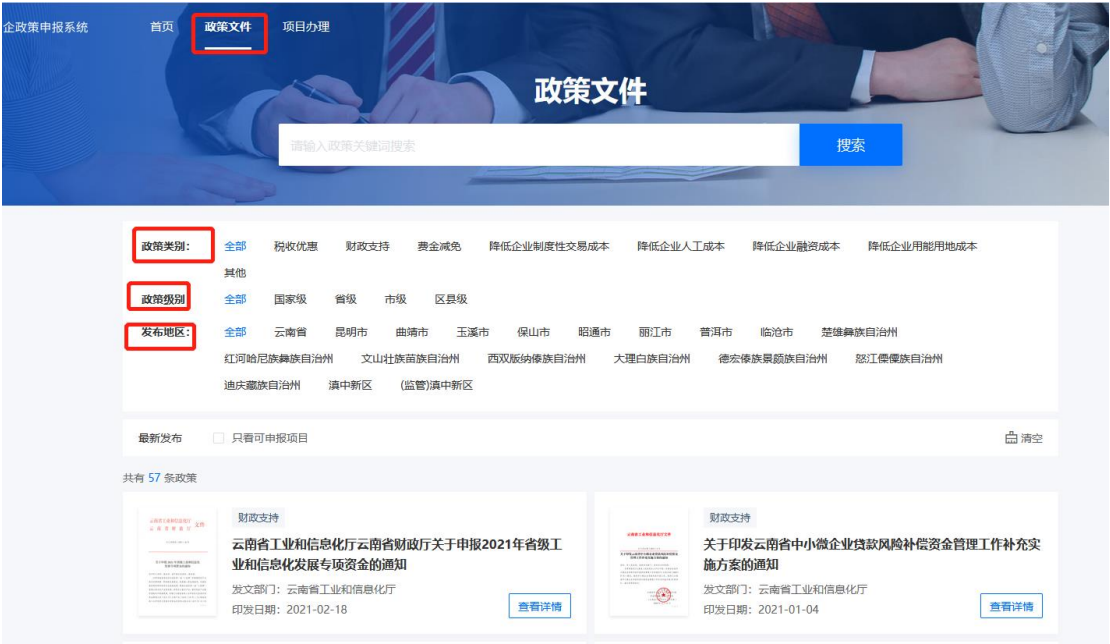 企政策申报系统 首页 政策文件 项目办理
政策文件
请输入政策关键词搜索 搜索
政策类别: 全部 税收优惠 财政支持 费金减免 降低企业制度性交易成本 降低企业人工成本 降低企业融资成本 降低企业用能用地成本
其他
政策级别 全部 国家级 省级 市级 区县级
发布地区: 全部 云南省 昆明市 曲靖市 玉溪市 保山市 昭通市 丽江市 普洱市 临沧市 楚雄彝族自治州
红河哈尼族彝族自治州 文山壮族苗族自治州 西双版纳傣族自治州 大理白族自治州 德宏傣族景颇族自治州 怒江傈僳族自治州
迪庆藏族自治州 滇中新区 (监管)滇中新区
最新发布 只看可申报项目 清空
共有 57 条政策
财政支持
云南省工业和信息化厅云南省财政厅关于申报2021年省级工
业和信息化发展专项资金的通知
发文部门: 云南省工业和信息化厅
印发日期: 2021-02-18 查看详情
财政支持
关于印发云南省中小微企业贷款风险补偿资金管理工作补充实
施方案的通知
发文部门: 云南省工业和信息化厅
印发日期: 2021-01-04 查看详情